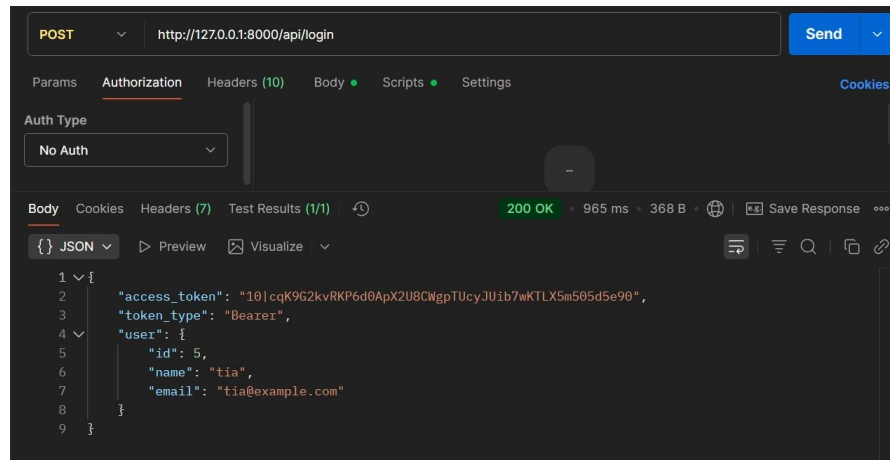 POST http://127.0.0.1:8000/api/login Send
Params Authorization Headers (10) Body Scripts Settings Cookies
Auth Type
No Auth
Body Cookies Headers (7) Test Results (1/1) 200 OK • 965 ms • 368 B e.g. Save Response
{} JSON Preview Visualize
1 {
2 "access_token": "10|cqK9G2kvRKP6d0ApX2U8CWgpTUcyJUib7wKTLX5m505d5e90",
3 "token_type": "Bearer",
4 "user": {
5 "id": 5,
6 "name": "tia",
7 "email": "tia@example.com"
8 }
9 }